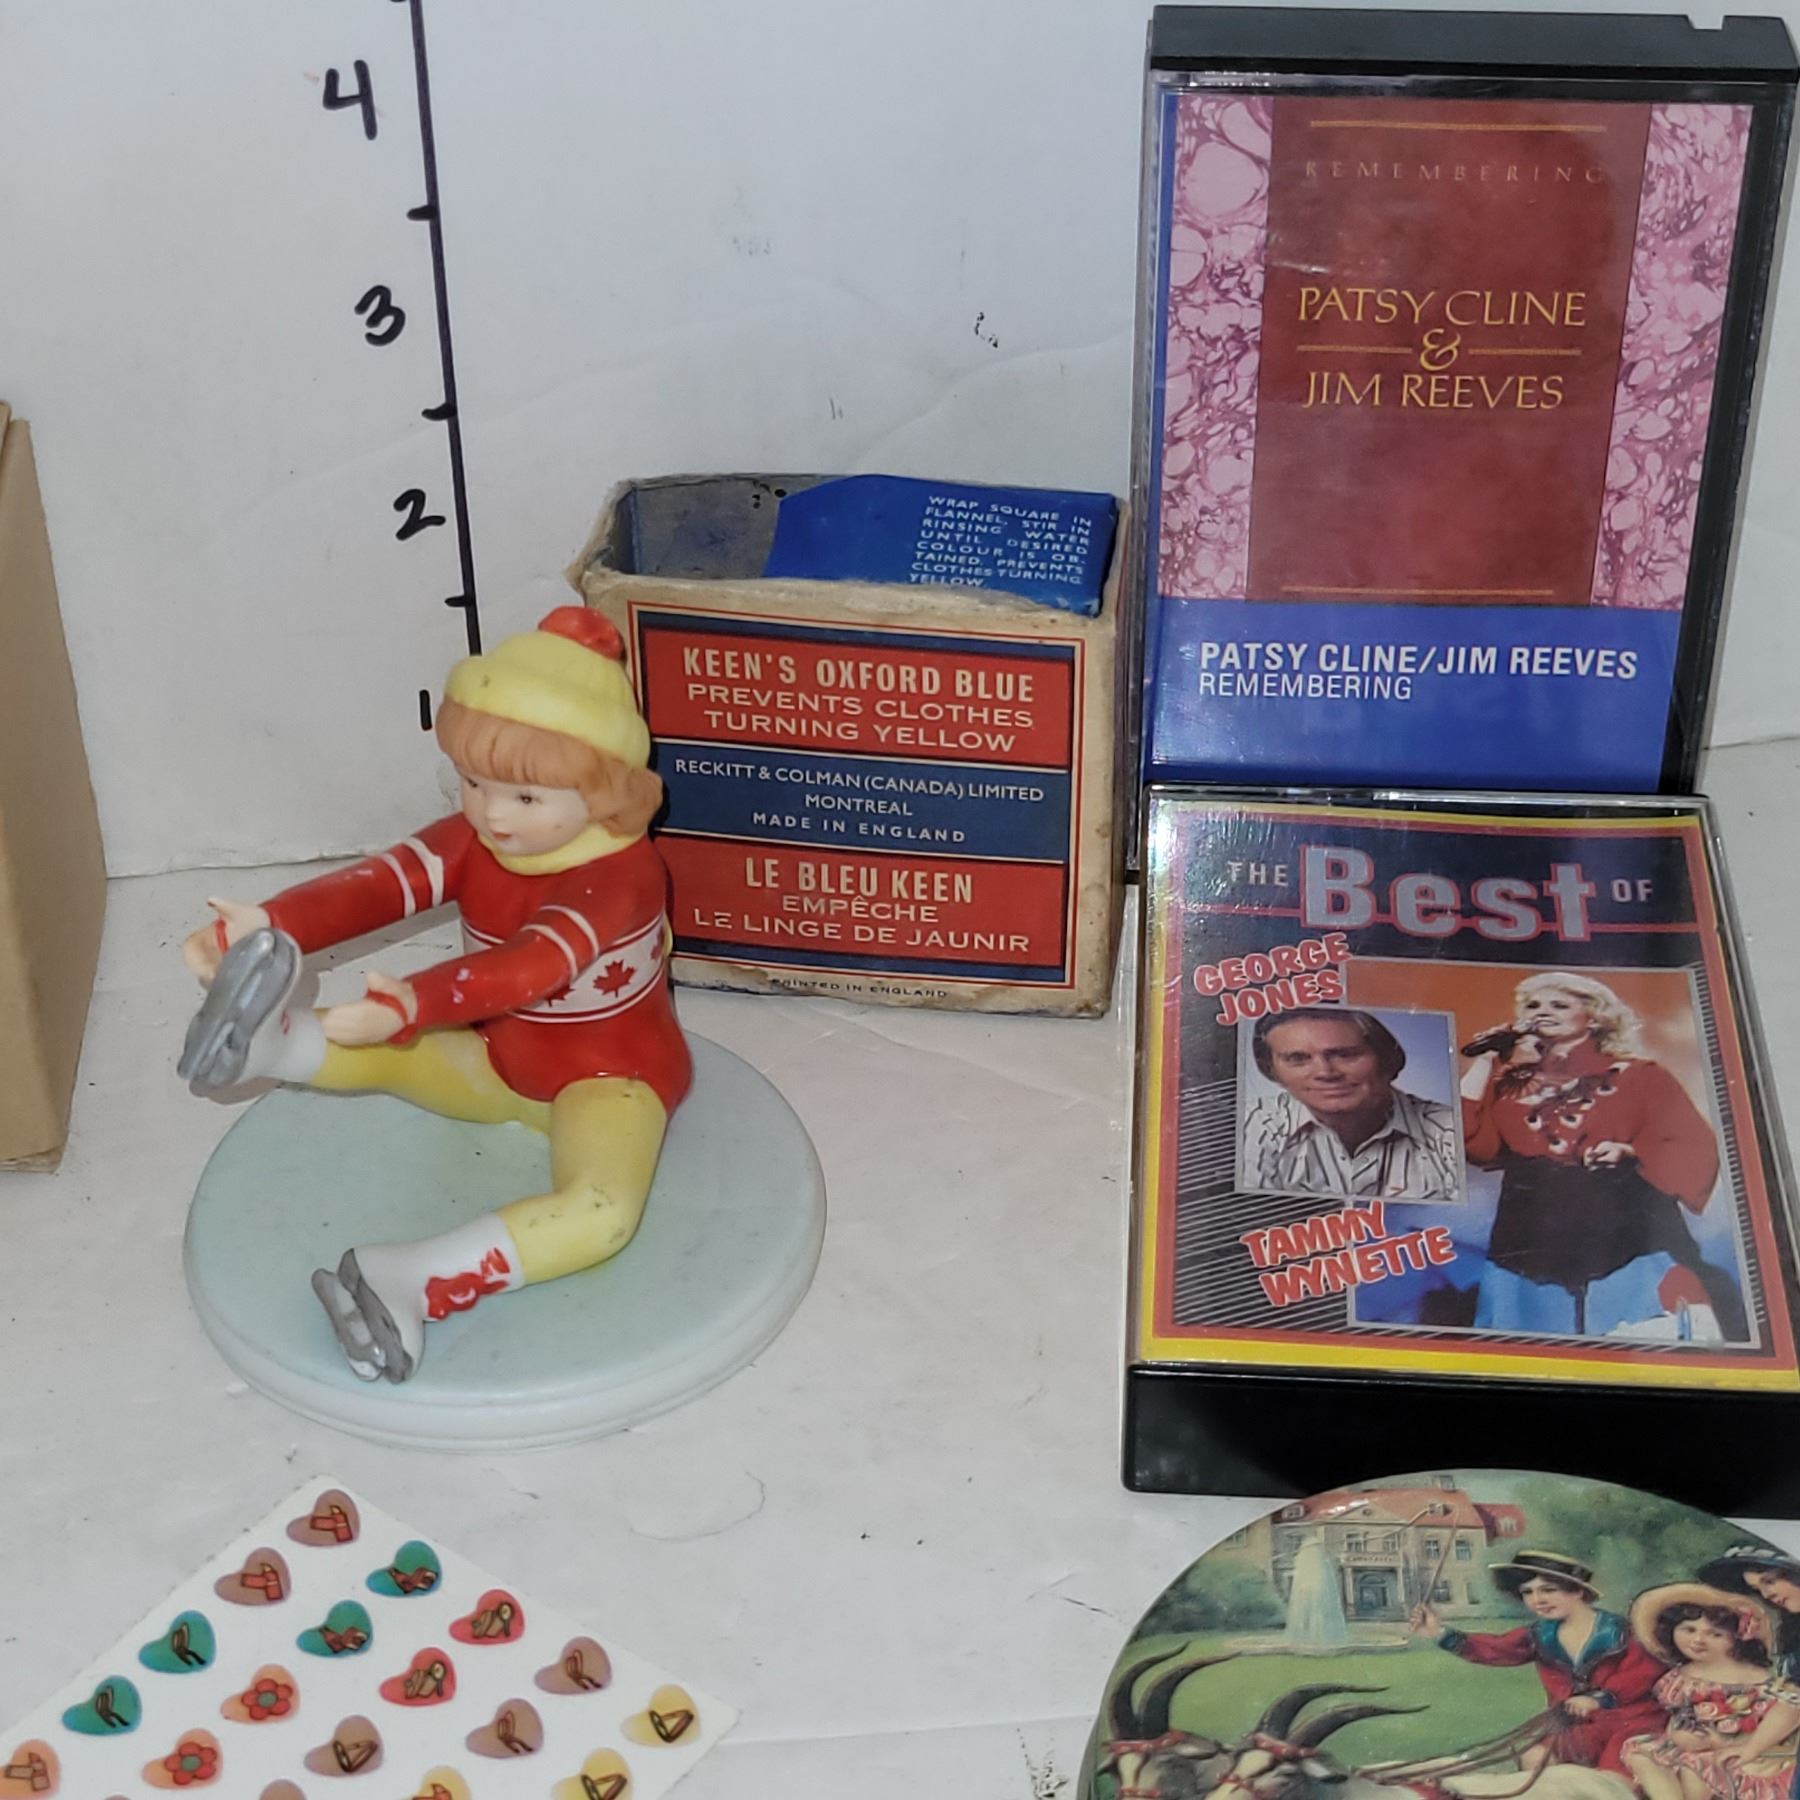 4
3
2
1
WRAP SQUARE IN
FLANNEL, STIR IN
RINSING WATER
UNTIL DESIRED
COLOUR IS OB-
TAINED. PREVENTS
CLOTHES TURNING
YELLOW
KEEN'S OXFORD BLUE
PREVENTS CLOTHES
TURNING YELLOW
RECKITT & COLMAN (CANADA) LIMITED
MONTREAL
MADE IN ENGLAND
LE BLEU KEEN
EMPÊCHE
LE LINGE DE JAUNIR
PRINTED IN ENGLAND
REMEMBERING
PATSY CLINE
&
JIM REEVES
PATSY CLINE/JIM REEVES
REMEMBERING
THE Best OF
GEORGE
JONES
TAMMY
WYNETTE